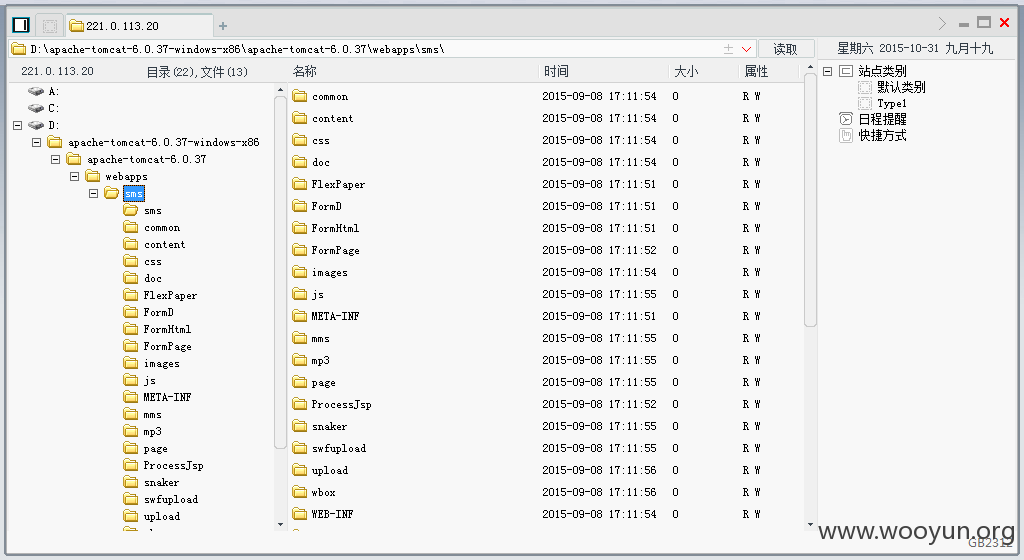 221.0.113.20
D:\apache-tomcat-6.0.37-windows-x86\apache-tomcat-6.0.37\webapps\sms\
读取
星期六 2015-10-31 九月十九
221.0.113.20
目录(22),文件(13)
名称 时间 大小 属性
A:
C:
D:
apache-tomcat-6.0.37-windows-x86
apache-tomcat-6.0.37
webapps
sms
sms
common
content
css
doc
FlexPaper
FormD
FormHtml
FormPage
images
js
META-INF
mms
mp3
page
ProcessJsp
snaker
swfupload
upload
common 2015-09-08 17:11:54 0 R W
content 2015-09-08 17:11:54 0 R W
css 2015-09-08 17:11:54 0 R W
doc 2015-09-08 17:11:54 0 R W
FlexPaper 2015-09-08 17:11:51 0 R W
FormD 2015-09-08 17:11:51 0 R W
FormHtml 2015-09-08 17:11:51 0 R W
FormPage 2015-09-08 17:11:52 0 R W
images 2015-09-08 17:11:54 0 R W
js 2015-09-08 17:11:55 0 R W
META-INF 2015-09-08 17:11:51 0 R W
mms 2015-09-08 17:11:55 0 R W
mp3 2015-09-08 17:11:55 0 R W
page 2015-09-08 17:11:55 0 R W
ProcessJsp 2015-09-08 17:11:52 0 R W
snaker 2015-09-08 17:11:55 0 R W
swfupload 2015-09-08 17:11:55 0 R W
upload 2015-09-08 17:11:56 0 R W
wbox 2015-09-08 17:11:56 0 R W
WEB-INF 2015-09-08 17:11:54 0 R W
站点类别
默认类别
Type1
日程提醒
快捷方式
www.wooyun.org
GB2312